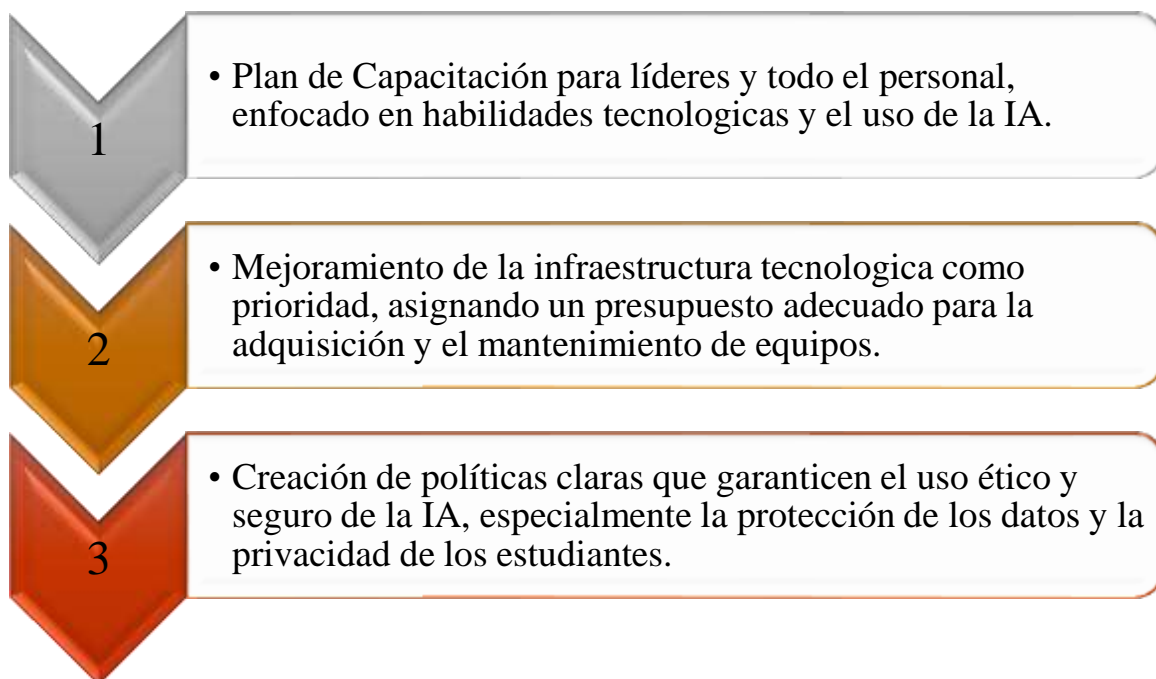 1
• Plan de Capacitación para líderes y todo el personal,
enfocado en habilidades tecnologicas y el uso de la IA.
2
• Mejoramiento de la infraestructura tecnologica como
prioridad, asignando un presupuesto adecuado para la
adquisición y el mantenimiento de equipos.
3
• Creación de políticas claras que garanticen el uso ético y
seguro de la IA, especialmente la protección de los datos y la
privacidad de los estudiantes.